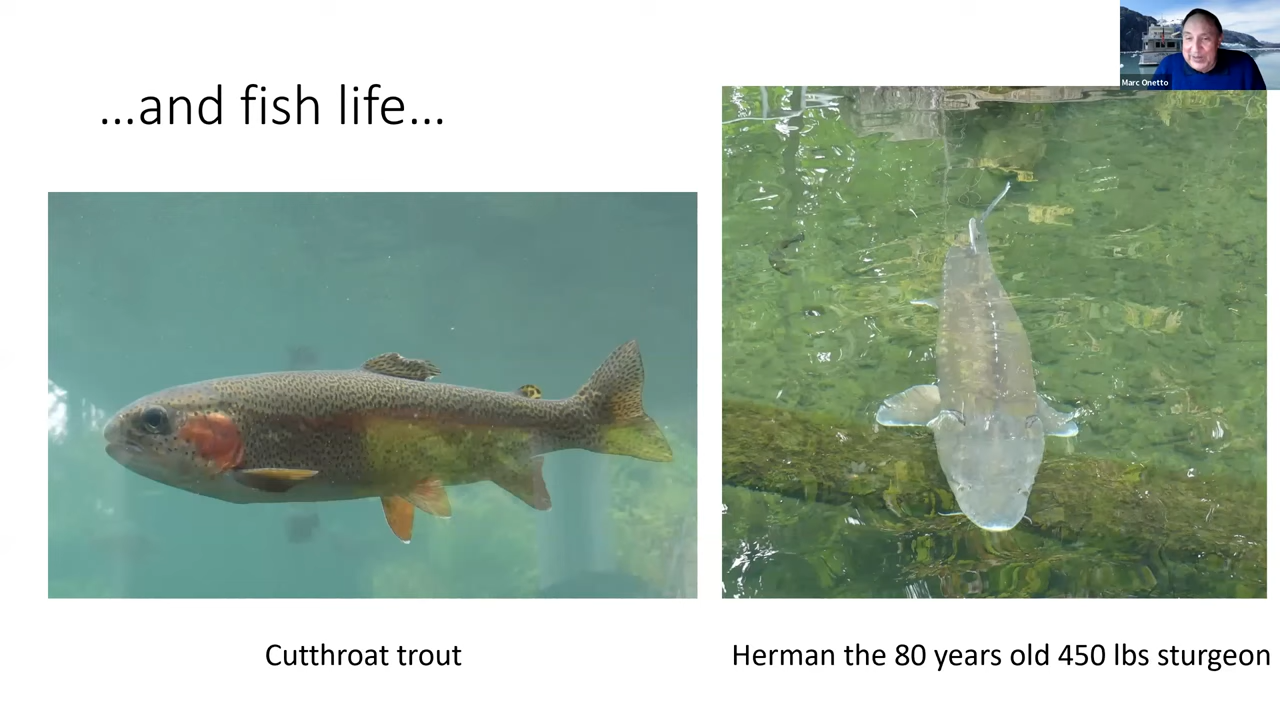 ...and fish life...
Marc Onetto
Cutthroat trout
Herman the 80 years old 450 lbs sturgeon